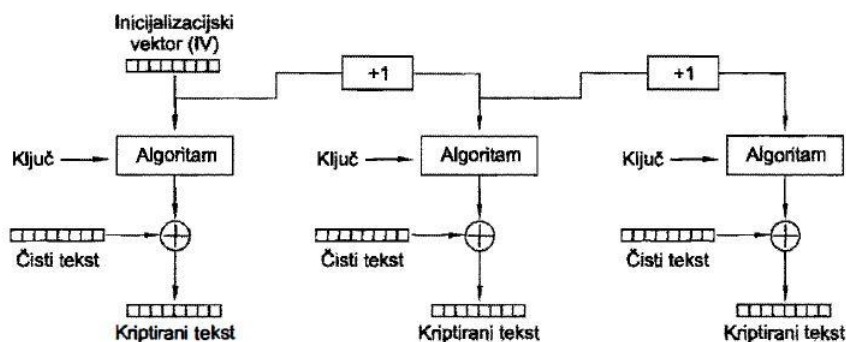 Inicijalizacijski
vektor (IV)
+1
+1
Ključ
Algoritam
Ključ
Algoritam
Ključ
Algoritam
Čisti tekst
Čisti tekst
Čisti tekst
Kriptirani tekst
Kriptirani tekst
Kriptirani tekst